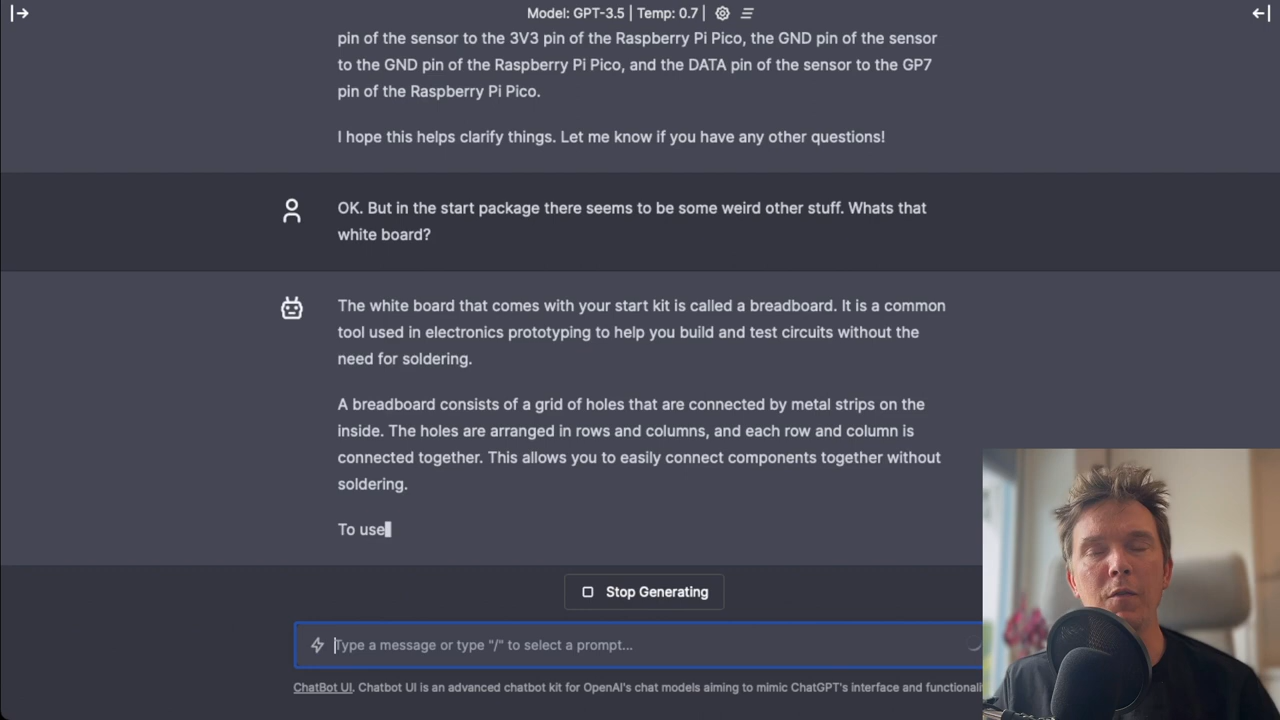 Model: GPT-3.5 | Temp: 0.7 |
pin of the sensor to the 3V3 pin of the Raspberry Pi Pico, the GND pin of the sensor
to the GND pin of the Raspberry Pi Pico, and the DATA pin of the sensor to the GP7
pin of the Raspberry Pi Pico.
I hope this helps clarify things. Let me know if you have any other questions!
OK. But in the start package there seems to be some weird other stuff. Whats that
white board?
The white board that comes with your start kit is called a breadboard. It is a common
tool used in electronics prototyping to help you build and test circuits without the
need for soldering.
A breadboard consists of a grid of holes that are connected by metal strips on the
inside. The holes are arranged in rows and columns, and each row and column is
connected together. This allows you to easily connect components together without
soldering.
To use
Stop Generating
Type a message or type "/" to select a prompt...
ChatBot UI. Chatbot UI is an advanced chatbot kit for OpenAI's chat models aiming to mimic ChatGPT's interface and functionali